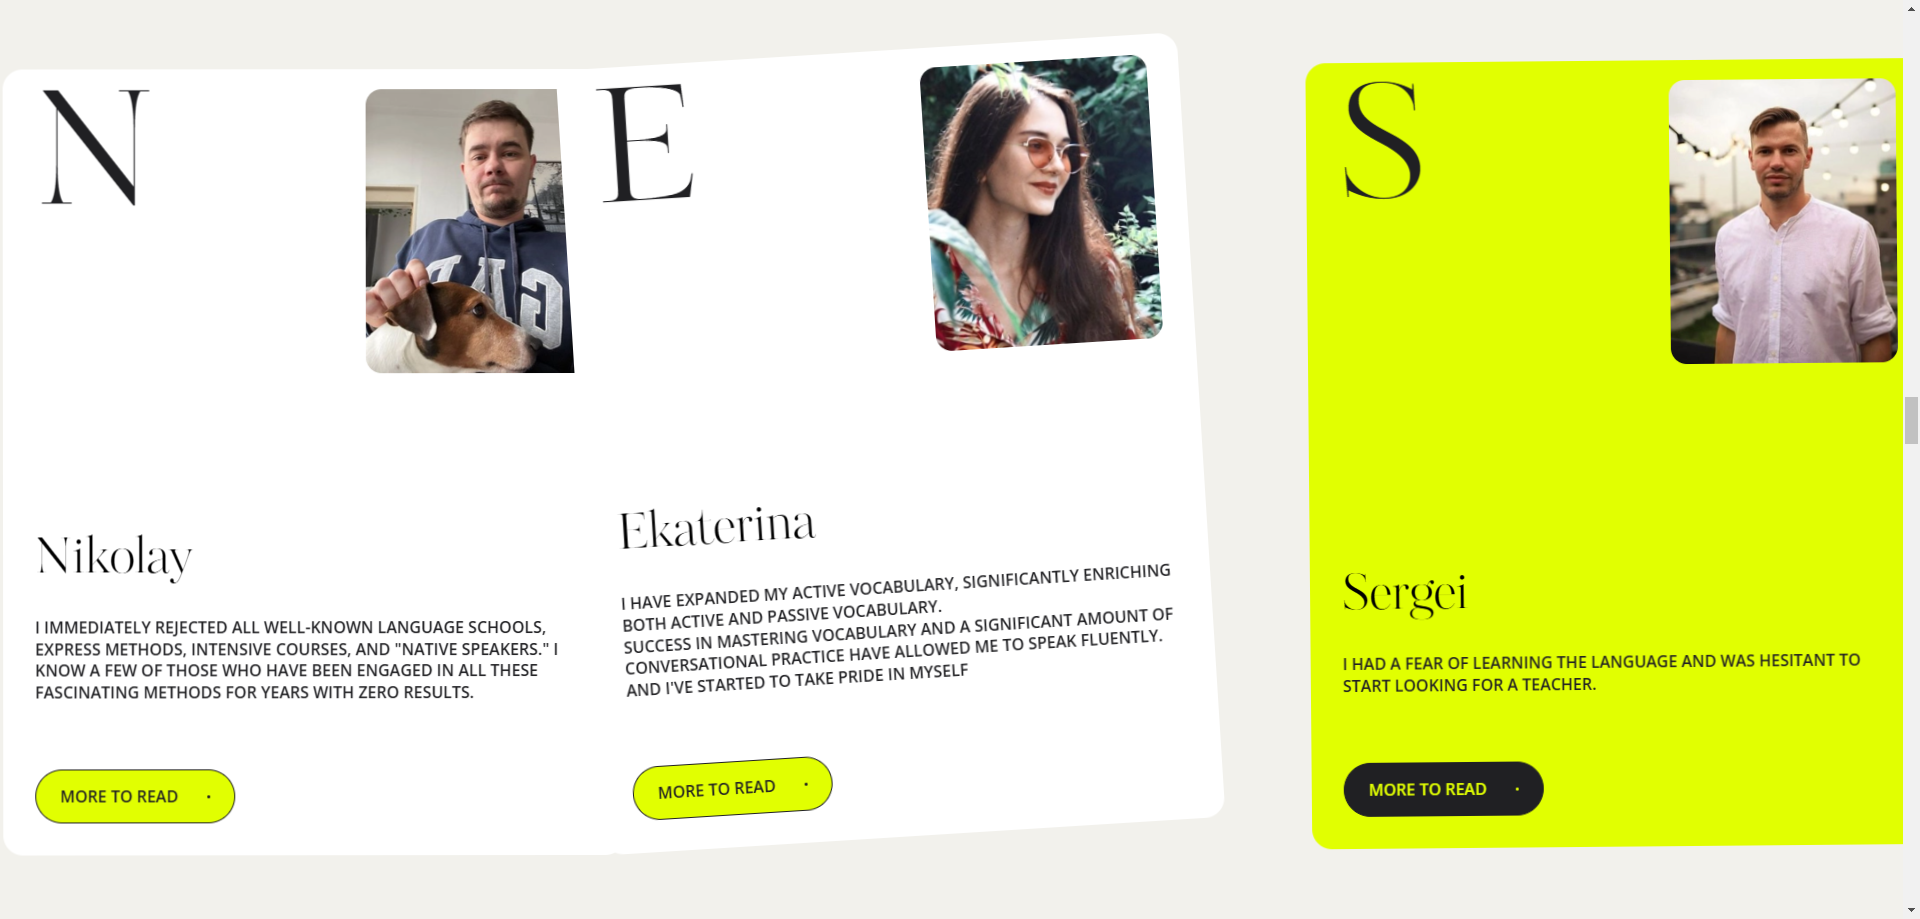 N
GAP
Nikolay
I IMMEDIATELY REJECTED ALL WELL-KNOWN LANGUAGE SCHOOLS,
EXPRESS METHODS, INTENSIVE COURSES, AND "NATIVE SPEAKERS." I
KNOW A FEW OF THOSE WHO HAVE BEEN ENGAGED IN ALL THESE
FASCINATING METHODS FOR YEARS WITH ZERO RESULTS.
MORE TO READ
E
Ekaterina
I HAVE EXPANDED MY ACTIVE VOCABULARY, SIGNIFICANTLY ENRICHING
BOTH ACTIVE AND PASSIVE VOCABULARY.
SUCCESS IN MASTERING VOCABULARY AND A SIGNIFICANT AMOUNT OF
CONVERSATIONAL PRACTICE HAVE ALLOWED ME TO SPEAK FLUENTLY.
AND I'VE STARTED TO TAKE PRIDE IN MYSELF
MORE TO READ
S
Sergei
I HAD A FEAR OF LEARNING THE LANGUAGE AND WAS HESITANT TO
START LOOKING FOR A TEACHER.
MORE TO READ